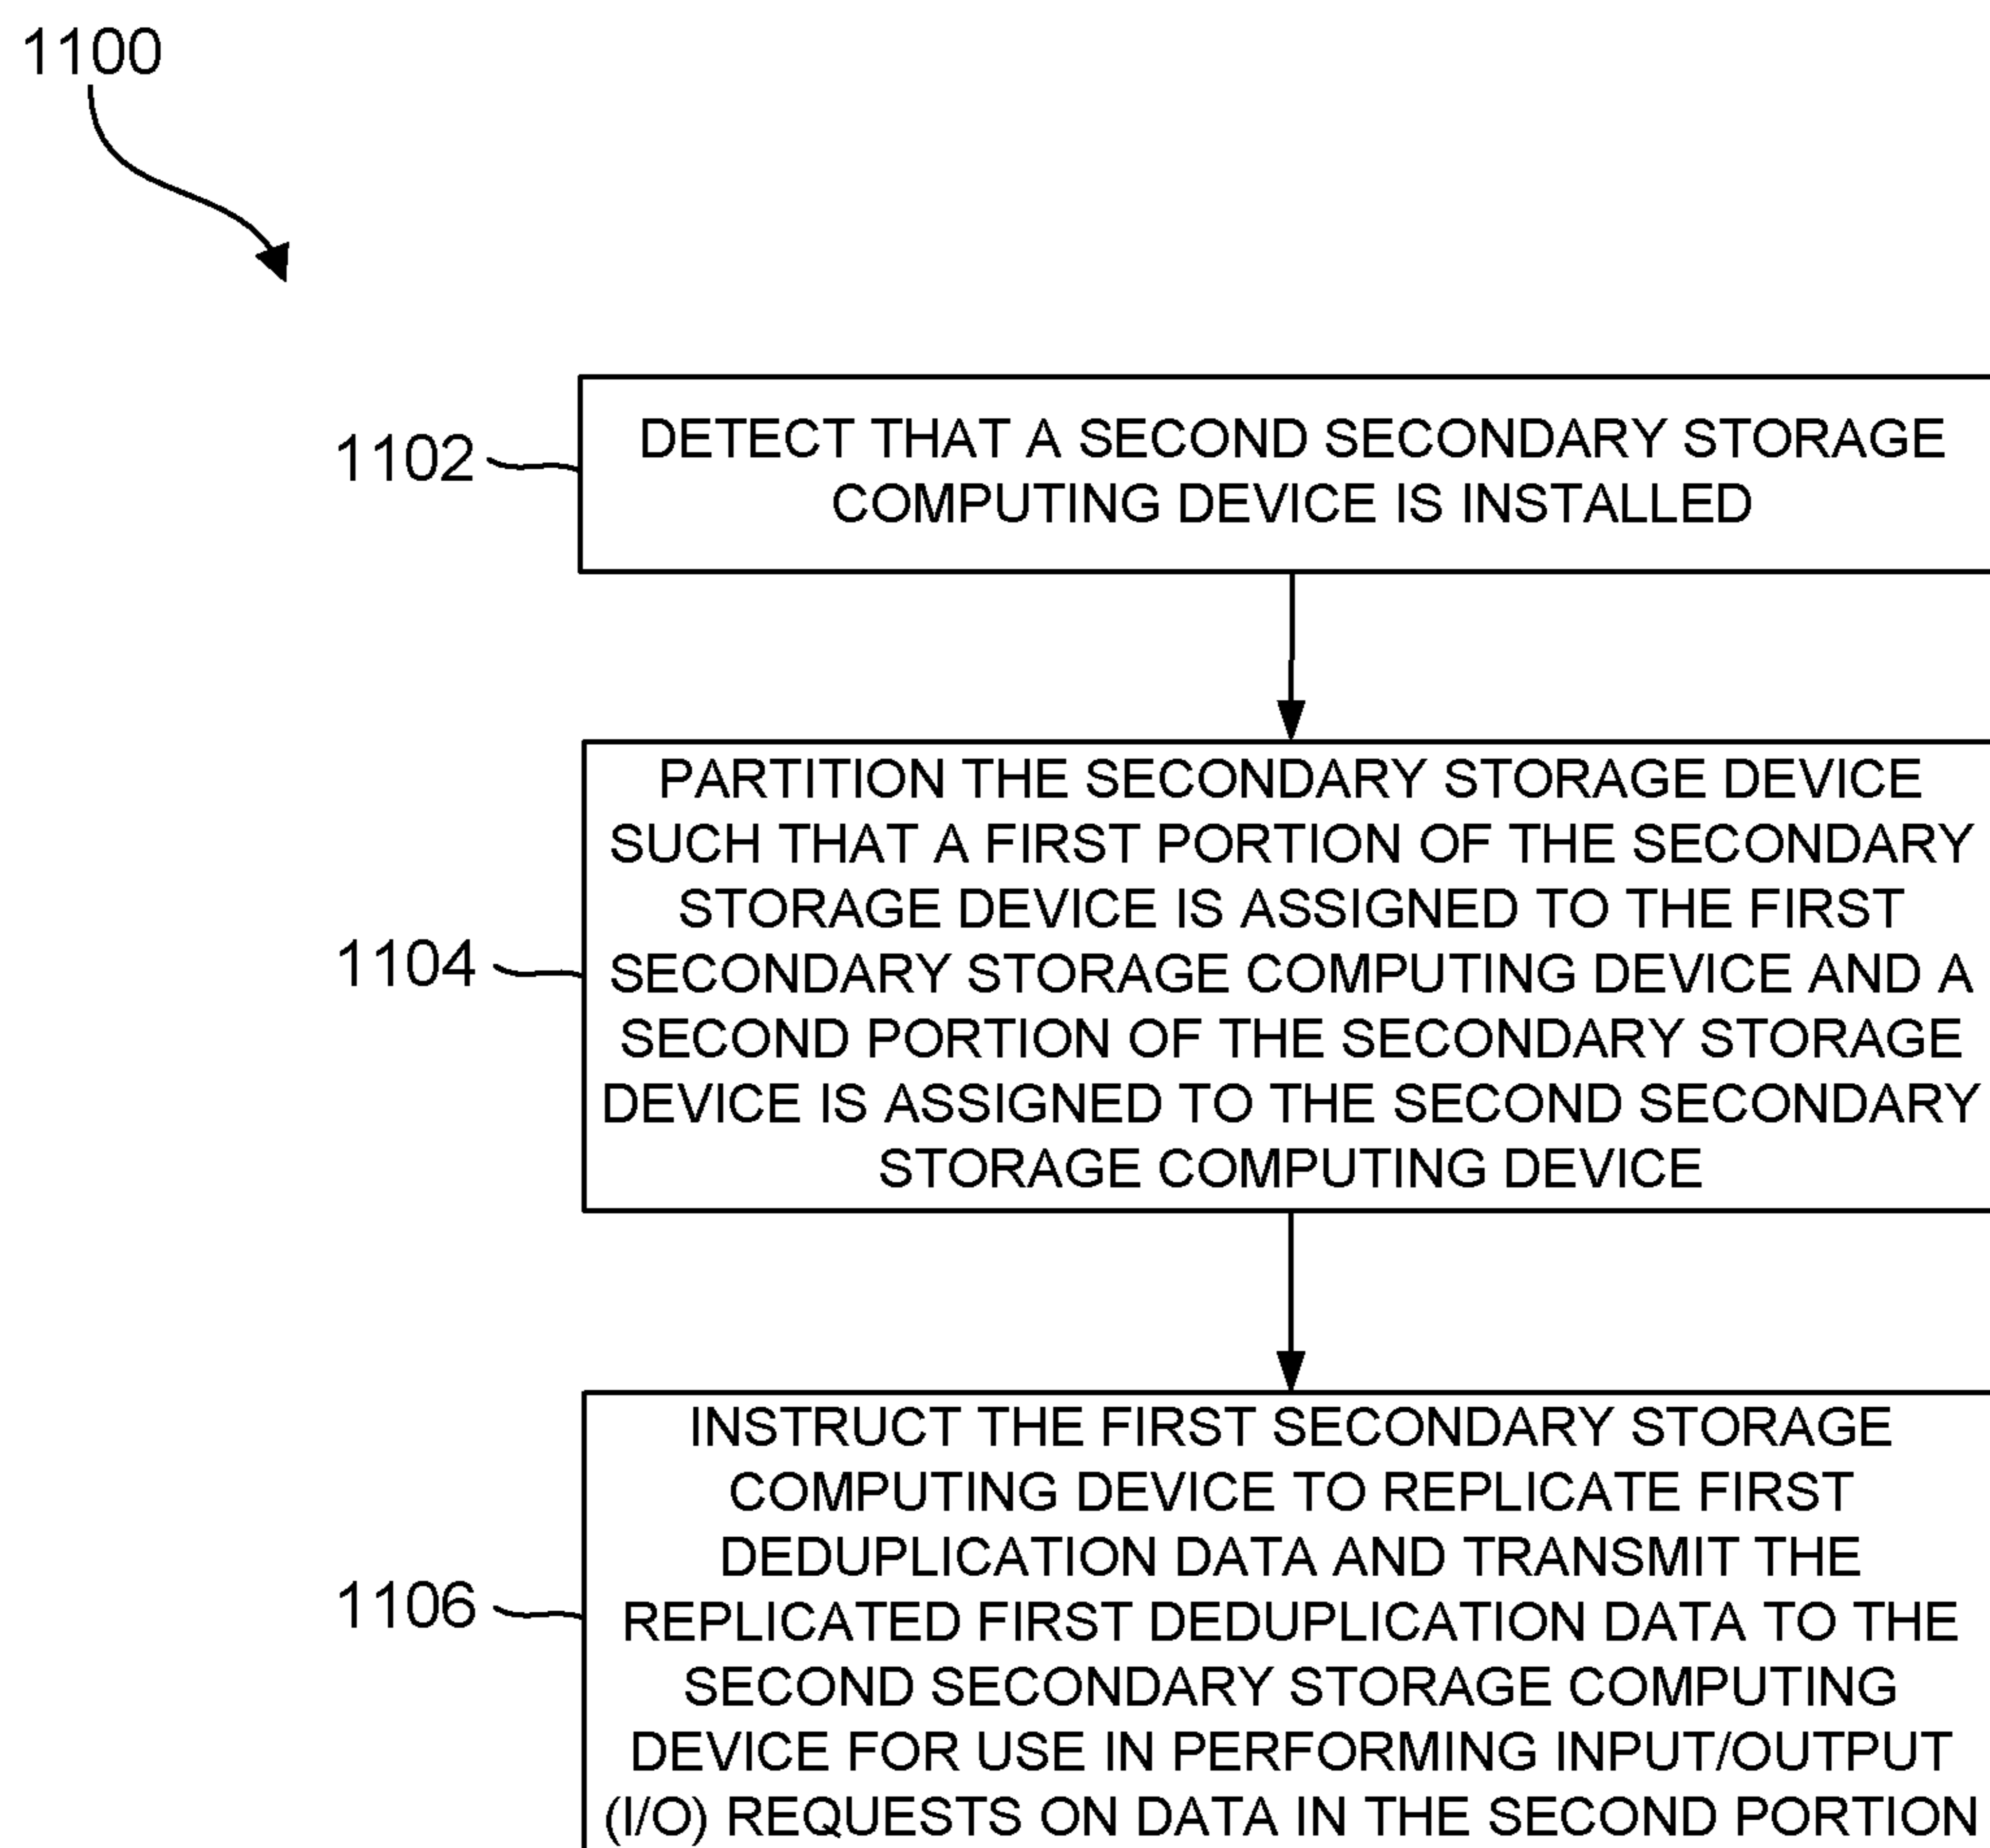 1100
1102
DETECT THAT A SECOND SECONDARY STORAGE
COMPUTING DEVICE IS INSTALLED
1104
PARTITION THE SECONDARY STORAGE DEVICE
SUCH THAT A FIRST PORTION OF THE SECONDARY
STORAGE DEVICE IS ASSIGNED TO THE FIRST
SECONDARY STORAGE COMPUTING DEVICE AND A
SECOND PORTION OF THE SECONDARY STORAGE
DEVICE IS ASSIGNED TO THE SECOND SECONDARY
STORAGE COMPUTING DEVICE
1106
INSTRUCT THE FIRST SECONDARY STORAGE
COMPUTING DEVICE TO REPLICATE FIRST
DEDUPLICATION DATA AND TRANSMIT THE
REPLICATED FIRST DEDUPLICATION DATA TO THE
SECOND SECONDARY STORAGE COMPUTING
DEVICE FOR USE IN PERFORMING INPUT/OUTPUT
(I/O) REQUESTS ON DATA IN THE SECOND PORTION